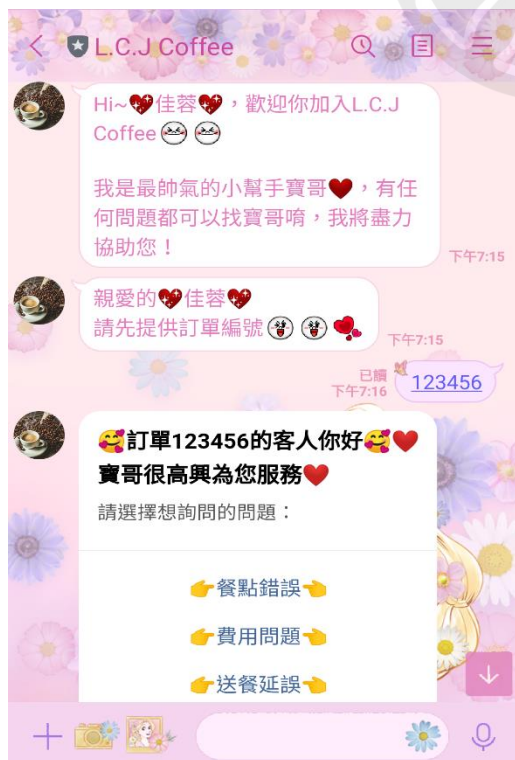 L.C.J Coffee
Hi~💖佳蓉💖，歡迎你加入L.C.J
Coffee
我是最帥氣的小幫手寶哥❤，有任
何問題都可以找寶哥唷，我將盡力
協助您！
下午7:15
親愛的💖佳蓉💖
請先提供訂單編號
下午7:15
已讀
下午7:16
123456
🥰訂單123456的客人你好🥰❤
寶哥很高興為您服務❤
請選擇想詢問的問題：
👉餐點錯誤👈
👉費用問題👈
👉送餐延誤👈